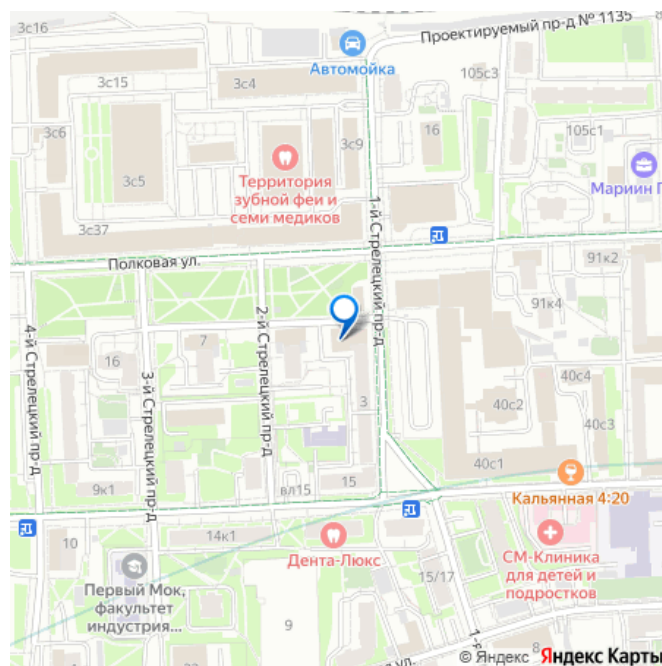 3с16
Проектируемый пр-д № 1135
Автомойка
3с15
3с4
105с3
3с6
3с9
16
105с1
3с5
Территория
зубной феи и
семи медиков
Мариин П
3с37
1-й Стрелецкий пр-д
Полковая ул.
91к2
4-й Стрелецкий пр-д
2-й Стрелецкий пр-д
91к4
7
16
3-й Стрелецкий пр-д
3
40с4
40с2
40с3
9к1
вл15
15
40с1
Кальянная 4:20
10
14к1
Дента-Люкс
СМ-Клиника
для детей и
подростков
Первый Мок,
факультет
индустрия...
15/17
9
8
1-й
ул.
© Яндекс Яндекс Карты